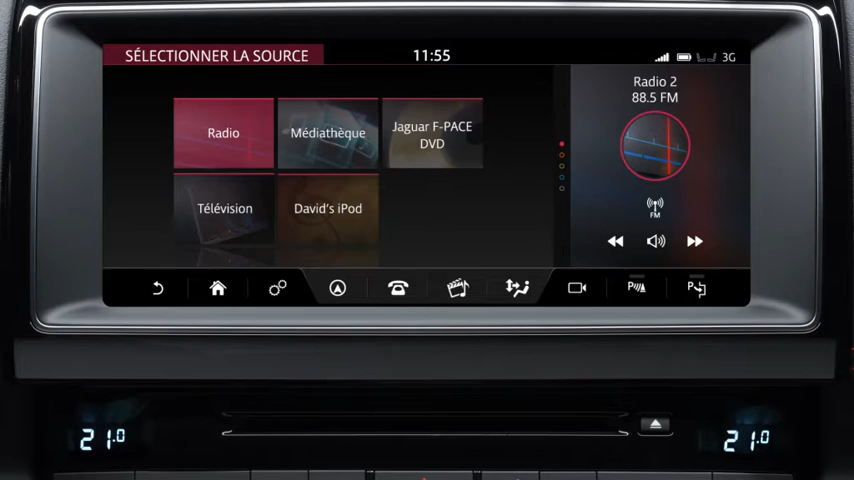 SÉLECTIONNER LA SOURCE
11:55
3G
Radio
Médiathèque
Jaguar F-PACE
DVD
Télévision
David's iPod
Radio 2
88.5 FM
FM
P
P
21.0
21.0